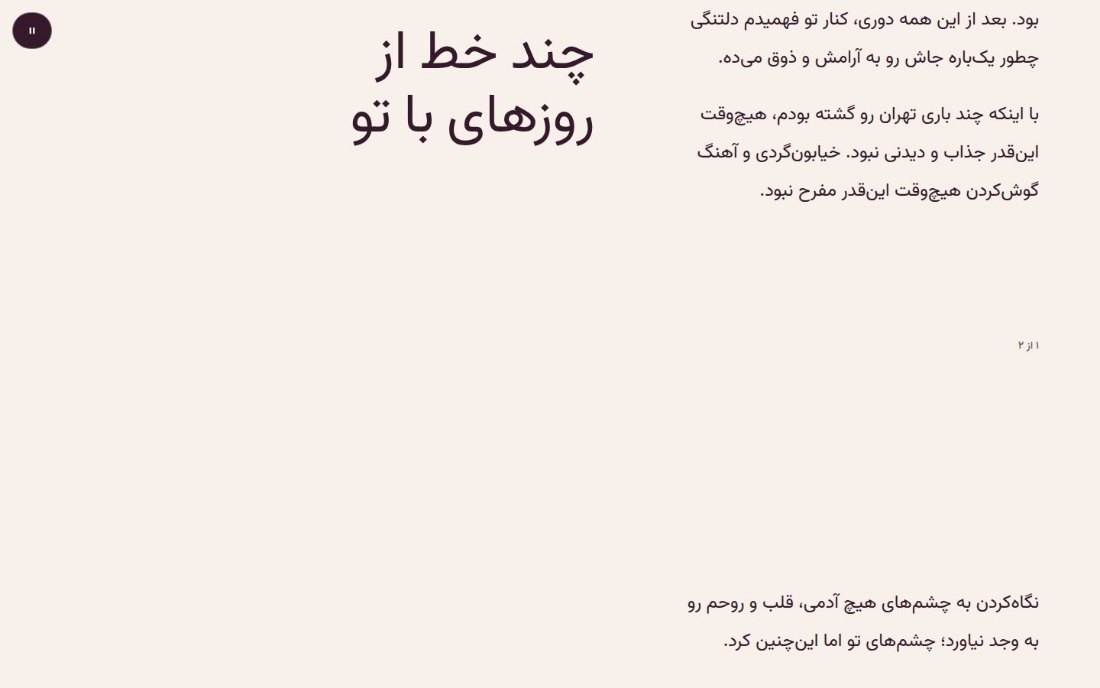 بود. بعد از این همه دوری، کنار تو فهمیدم دلتنگی
چطور یک‌باره جاش رو به آرامش و ذوق می‌ده.
با اینکه چند باری تهران رو گشته بودم، هیچ‌وقت
این‌قدر جذاب و دیدنی نبود. خیابون‌گردی و آهنگ
گوش‌کردن هیچ‌وقت این‌قدر مفرح نبود.
۱ از ۲
نگاه‌کردن به چشم‌های هیچ آدمی، قلب و روحم رو
به وجد نیاورد؛ چشم‌های تو اما این‌چنین کرد.
چند خط از
روزهای با تو